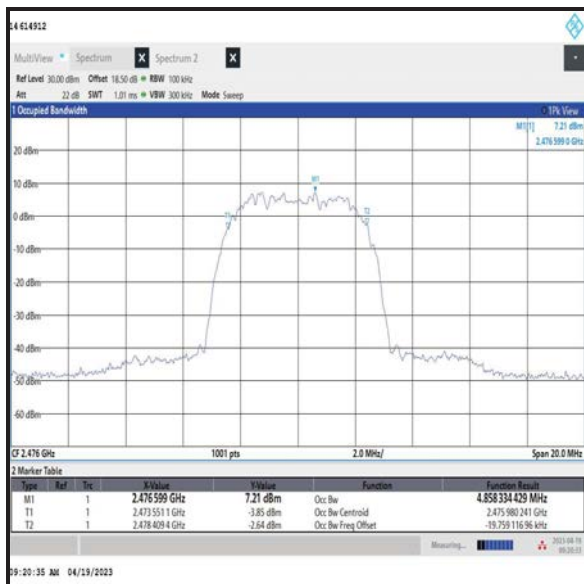 14 614912
MultiView Spectrum X Spectrum 2 X
Ref Level 30.00 dBm Offset 18.50 dB RBW 100 kHz
Att 22 dB SWT 1.01 ms VBW 300 kHz Mode Sweep
1 Occupied Bandwidth 1Pk View
M1[1] 7.21 dBm
2.476 599 0 GHz
20 dBm
M1
10 dBm
T1 T2
0 dBm
-10 dBm
-20 dBm
-30 dBm
-40 dBm
-50 dBm
-60 dBm
CF 2.476 GHz 1001 pts 2.0 MHz/ Span 20.0 MHz
2 Marker Table
Type Ref Trc X-Value Y-Value Function Function Result
M1 1 2.476 599 GHz 7.21 dBm Occ Bw 4.858 334 429 MHz
T1 1 2.473 551 1 GHz -3.85 dBm Occ Bw Centroid 2.475 980 241 GHz
T2 1 2.478 409 4 GHz -2.64 dBm Occ Bw Freq Offset -19.759 116 96 kHz
Measuring... 2023-04-19
09:20:35 AM 04/19/2023